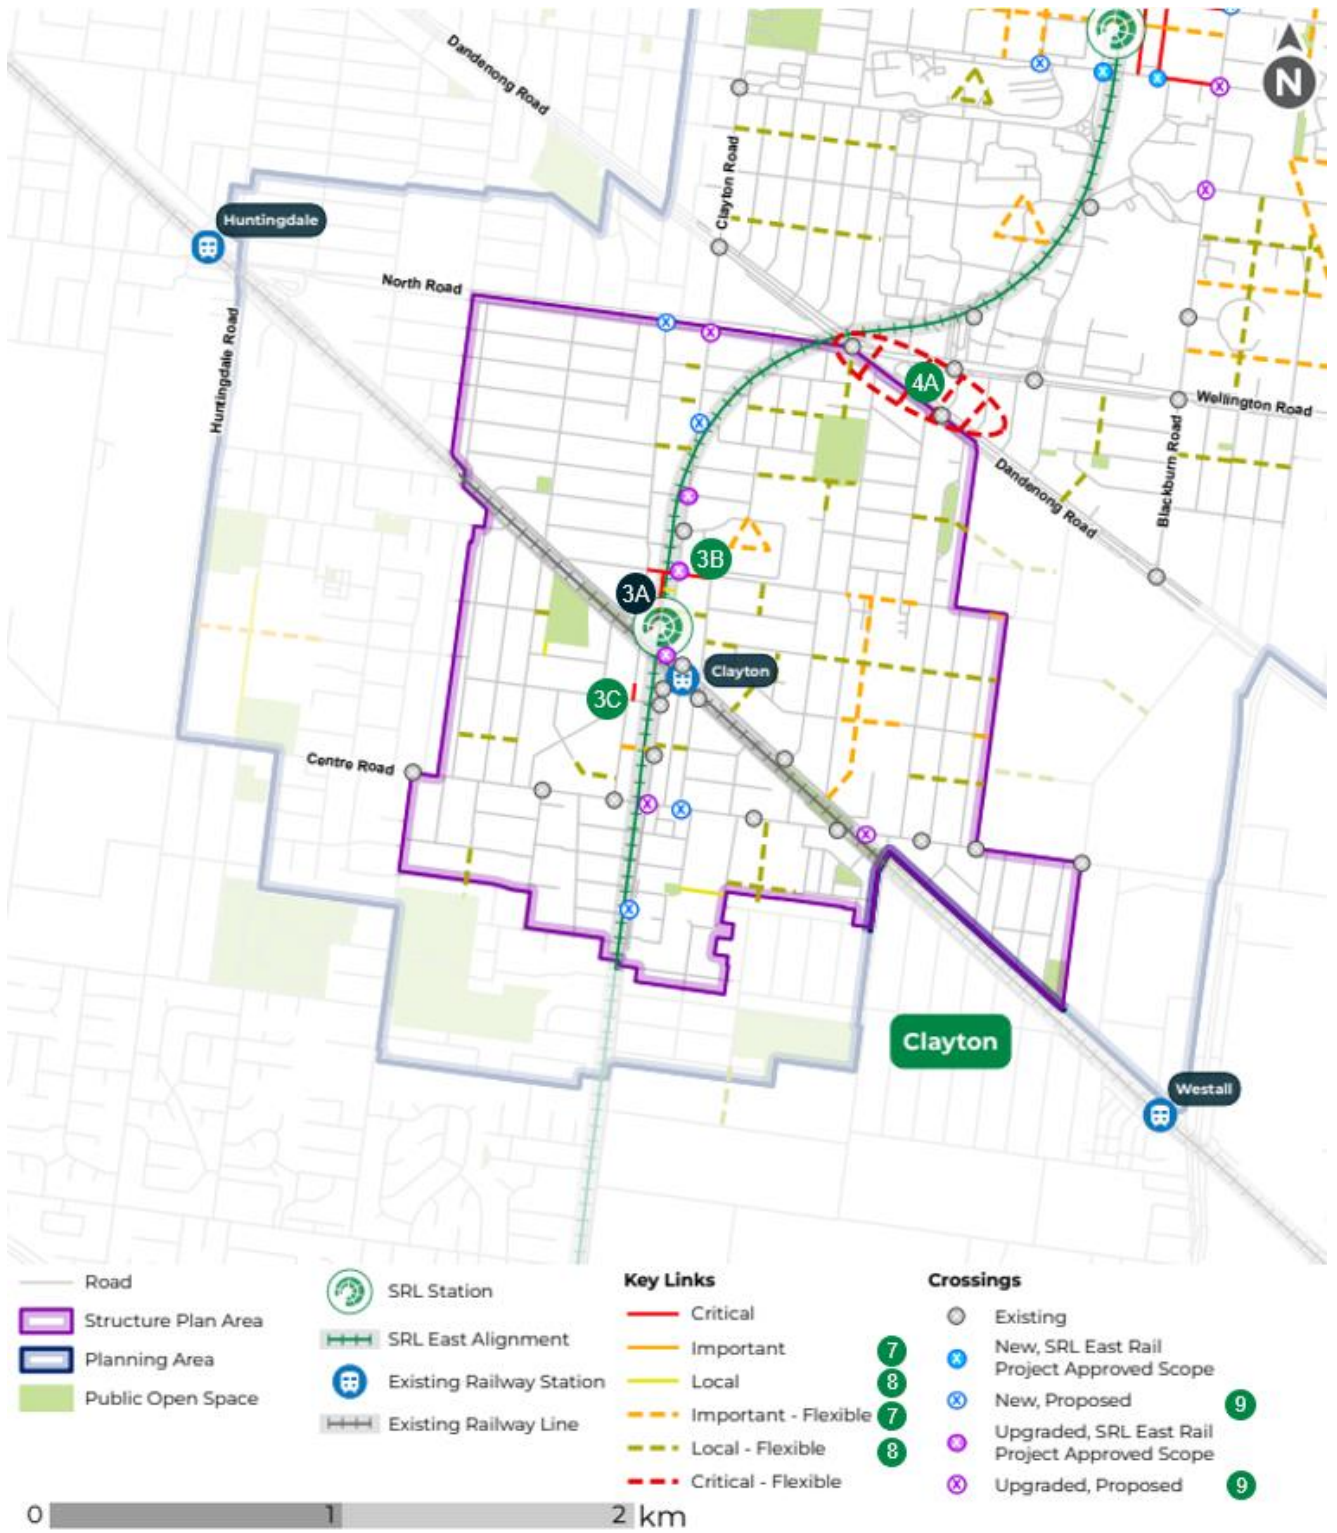 Dandenong Road
N
Clayton Road
Huntingdale
North Road
Huntingdale Road
4A
Wellington Road
Blackburn Road
Dandenong Road
3B
3A
Clayton
3C
Centre Road
Clayton
Westall
Road
Structure Plan Area
Planning Area
Public Open Space
SRL Station
SRL East Alignment
Existing Railway Station
Existing Railway Line
Key Links
Critical
Important 7
Local 8
Important - Flexible 7
Local - Flexible 8
Critical - Flexible
Crossings
Existing
New, SRL East Rail
Project Approved Scope
New, Proposed 9
Upgraded, SRL East Rail
Project Approved Scope
Upgraded, Proposed 9
0 1 2 km